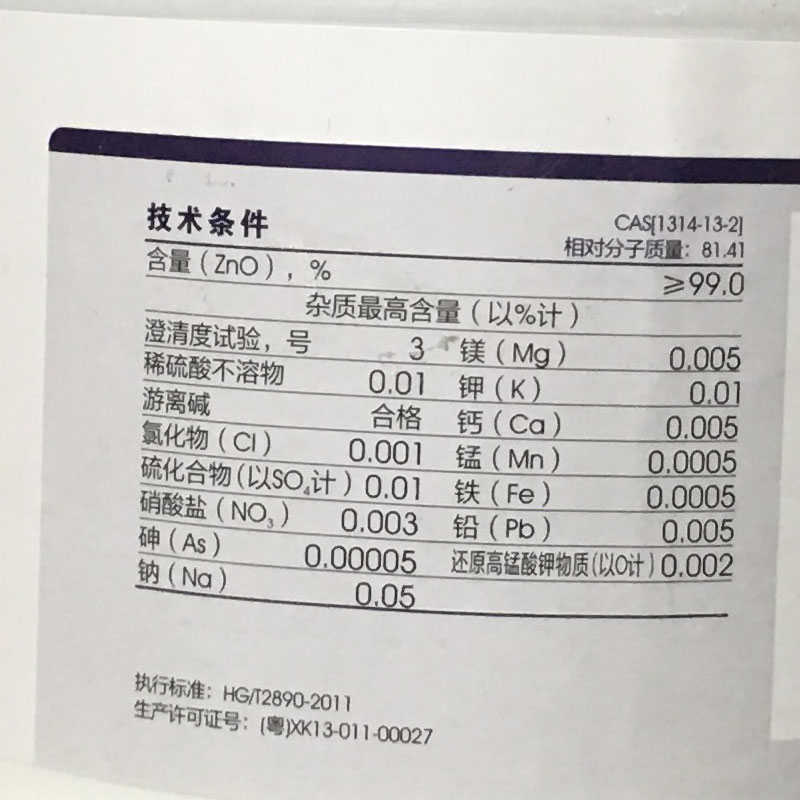 技术条件
CAS[1314-13-2]
相对分子质量：81.41
含量（ZnO），% ≥99.0
杂质最高含量（以%计）
澄清度试验，号 3 镁（Mg） 0.005
稀硫酸不溶物 0.01 钾（K） 0.01
游离碱 合格 钙（Ca） 0.005
氯化物（Cl） 0.001 锰（Mn） 0.0005
硫化合物（以SO₄计） 0.01 铁（Fe） 0.0005
硝酸盐（NO₃） 0.003 铅（Pb） 0.005
砷（As） 0.00005 还原高锰酸钾物质（以O计） 0.002
钠（Na） 0.05
执行标准：HG/T2890-2011
生产许可证号：(粤)XK13-011-00027